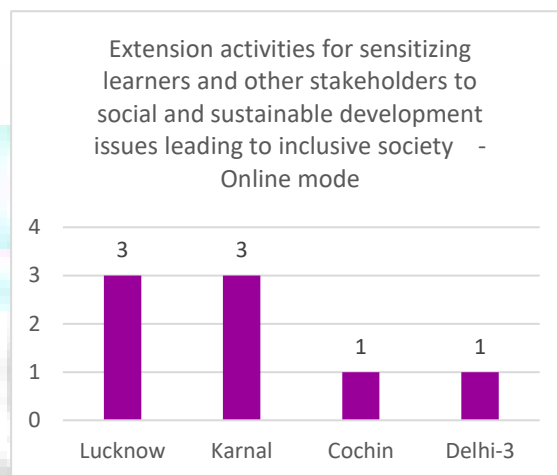 Extension activities for sensitizing
learners and other stakeholders to
social and sustainable development
issues leading to inclusive society -
Online mode
4
3
2
1
0
3
3
1
1
Lucknow Karnal Cochin Delhi-3